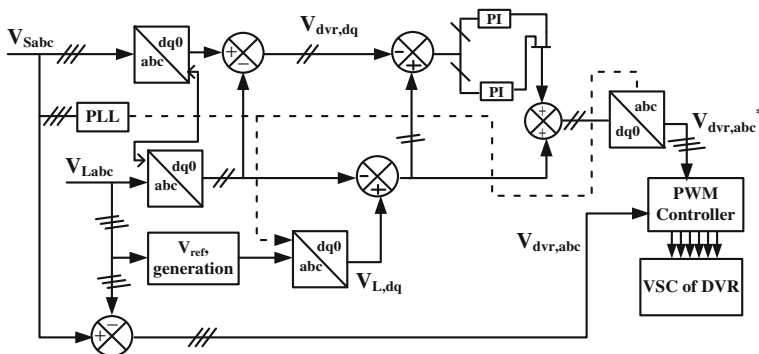 V_Sabc
dq0
abc
+
−
V_dvr,dq
-
+
PI
PI
PLL
+
+
abc
dq0
V_dvr,abc*
V_Labc
dq0
abc
-
+
PWM
Controller
V_ref,
generation
dq0
abc
V_L,dq
V_dvr,abc
VSC of DVR
−
+